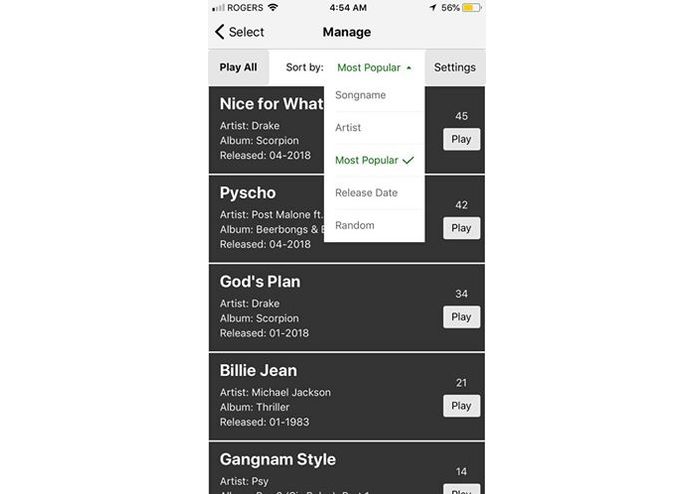 ROGERS 4:54 AM 56%
Select Manage
Play All Sort by: Most Popular Settings
Songname
Artist
Most Popular
Release Date
Random
Nice for What
Artist: Drake
Album: Scorpion
Released: 04-2018
45
Play
Pyscho
Artist: Post Malone ft.
Album: Beerbongs &
Released: 04-2018
42
Play
God's Plan
Artist: Drake
Album: Scorpion
Released: 01-2018
34
Play
Billie Jean
Artist: Michael Jackson
Album: Thriller
Released: 01-1983
21
Play
Gangnam Style
Artist: Psy
14
Play